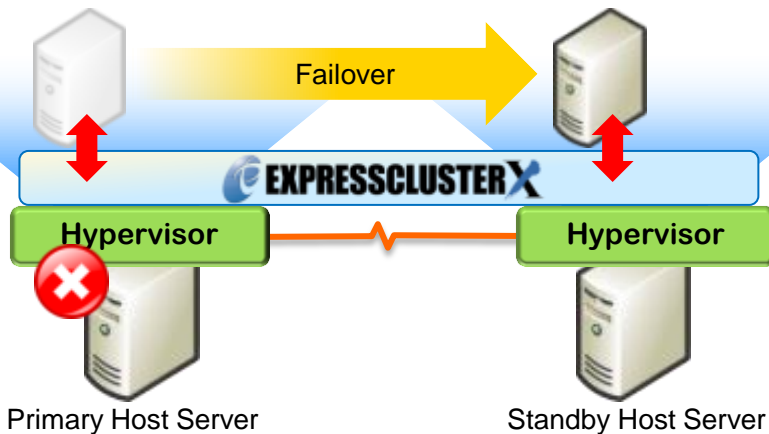 Failover
EXPRESSCLUSTER X
Hypervisor
Hypervisor
Primary Host Server
Standby Host Server